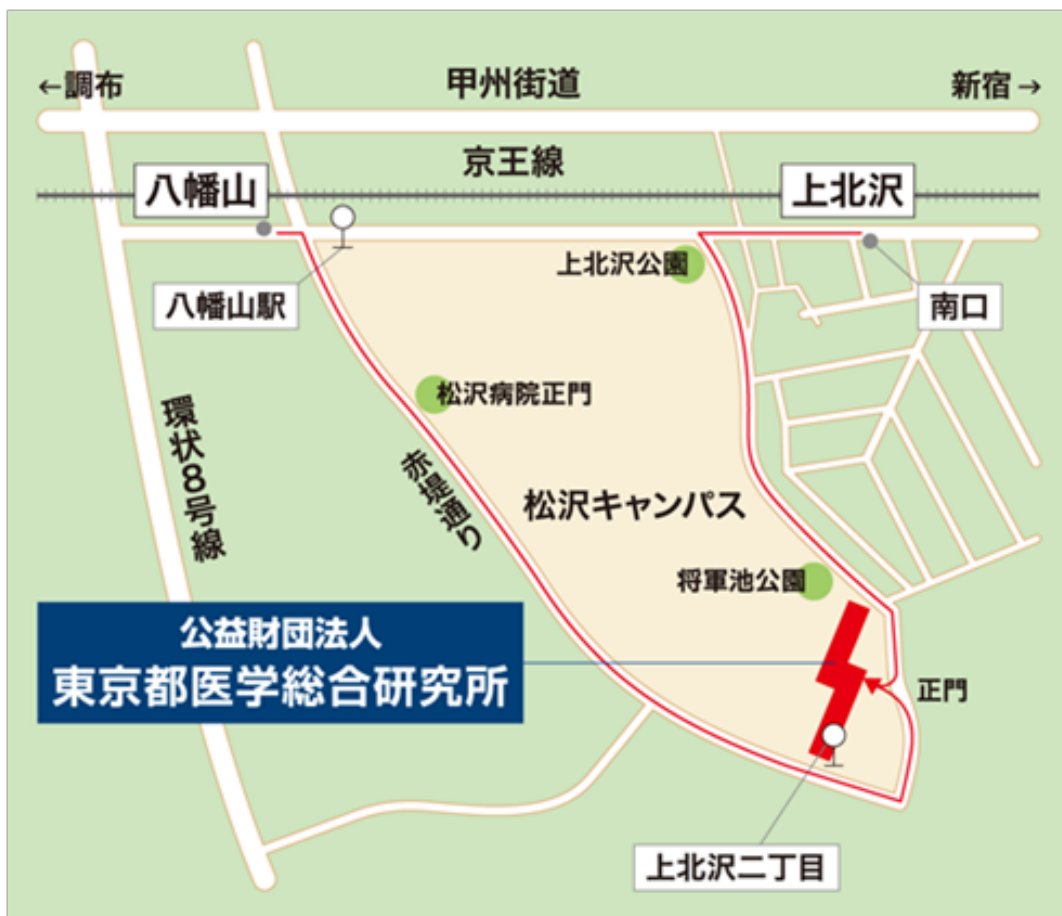 ←調布
甲州街道
新宿→
京王線
八幡山
上北沢
上北沢公園
八幡山駅
南口
松沢病院正門
環状8号線
赤堤通り
松沢キャンパス
将軍池公園
公益財団法人
東京都医学総合研究所
正門
上北沢二丁目